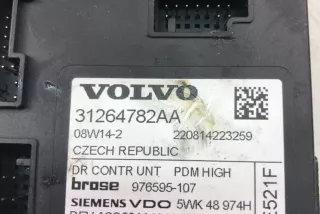 VOLVO
31264782AA
08W14-2 220814223259
CZECH REPUBLIC
DR CONTR UNIT PDM HIGH
brose 976595-107
SIEMENS VDO 5WK 48 974H
E521F